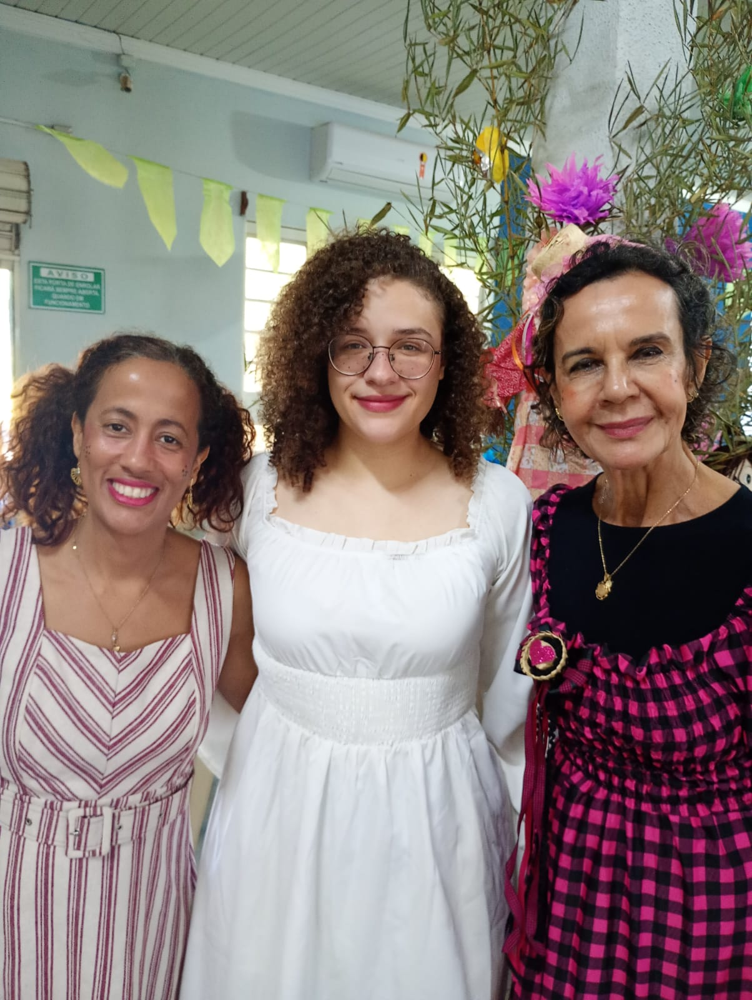 AVISO
ESTA PORTA DE ENROLAR
FICARÁ SEMPRE ABERTA
QUANDO EM
FUNCIONAMENTO